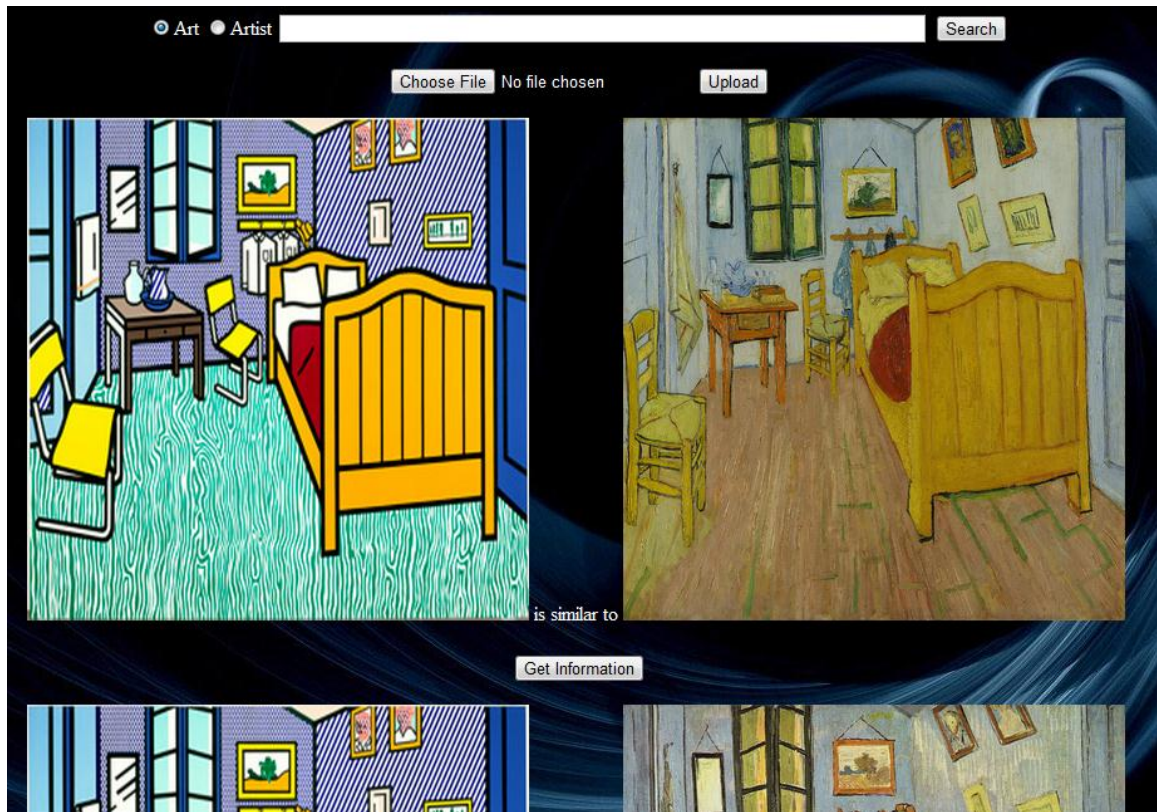 Art Artist Search
Choose File No file chosen Upload
is similar to
Get Information